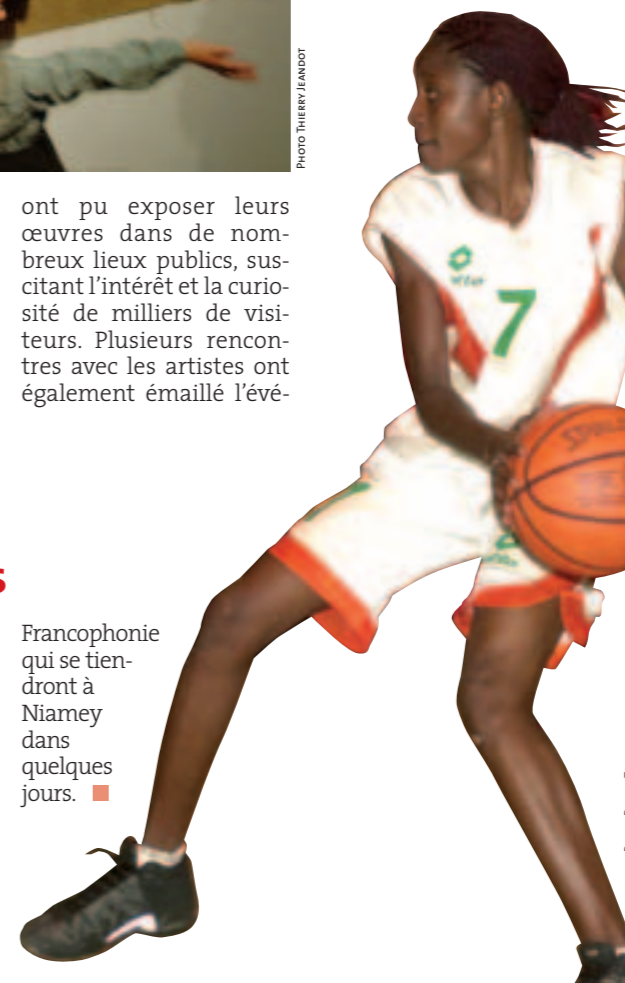 PHOTO THIERRY JEANDOT
ont pu exposer leurs
œuvres dans de nom-
breux lieux publics, sus-
citant l’intérêt et la curio-
sité de milliers de visi-
teurs. Plusieurs rencon-
tres avec les artistes ont
également émaillé l’évé-
7
s
Francophonie
qui se tien-
dront à
Niamey
dans
quelques
jours.